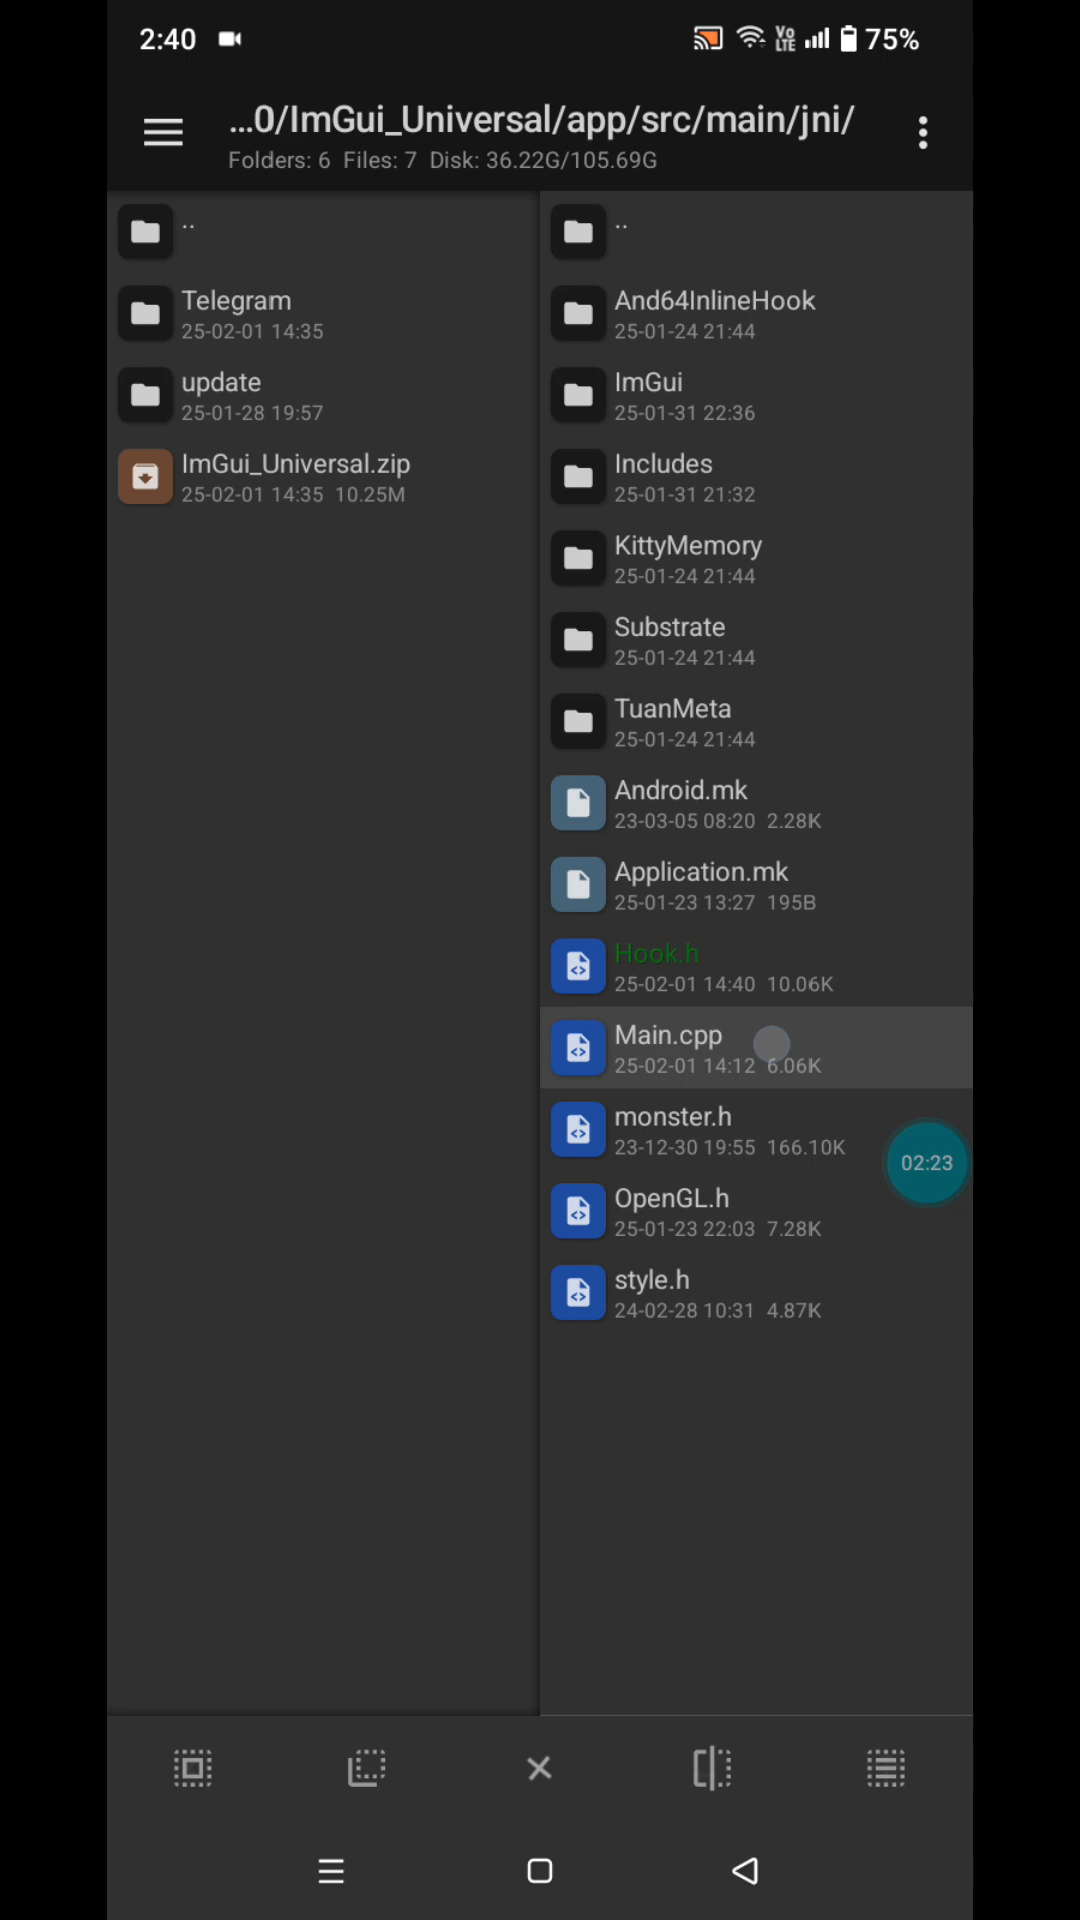 2:40
Vo LTE
75%
...0/ImGui_Universal/app/src/main/jni/
Folders: 6 Files: 7 Disk: 36.22G/105.69G
..
Telegram
25-02-01 14:35
update
25-01-28 19:57
ImGui_Universal.zip
25-02-01 14:35 10.25M
..
And64InlineHook
25-01-24 21:44
ImGui
25-01-31 22:36
Includes
25-01-31 21:32
KittyMemory
25-01-24 21:44
Substrate
25-01-24 21:44
TuanMeta
25-01-24 21:44
Android.mk
23-03-05 08:20 2.28K
Application.mk
25-01-23 13:27 195B
Hook.h
25-02-01 14:40 10.06K
Main.cpp
25-02-01 14:12 6.06K
monster.h
23-12-30 19:55 166.10K
02:23
OpenGL.h
25-01-23 22:03 7.28K
style.h
24-02-28 10:31 4.87K